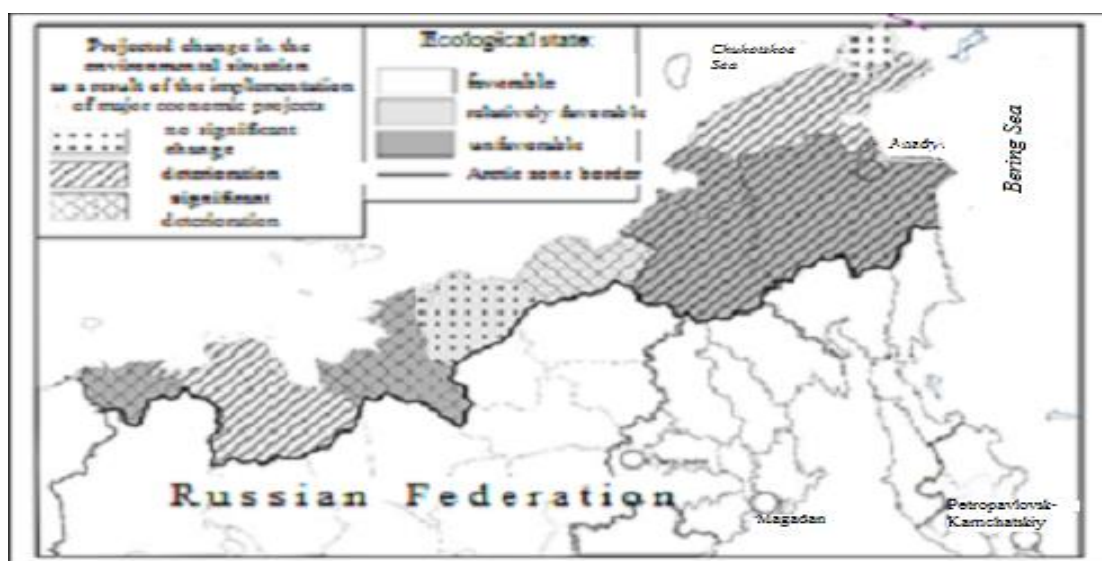 Projected change in the
environmental situation
as a result of the implementation
of major economic projects
no significant
change
deterioration
significant
deterioration
Ecological state:
favorable
relatively favorable
unfavorable
Arctic zone border
Chukotskoe
Sea
Bering Sea
Russian Federation
Magadan
Petropavlovsk-
Kamchatskiy